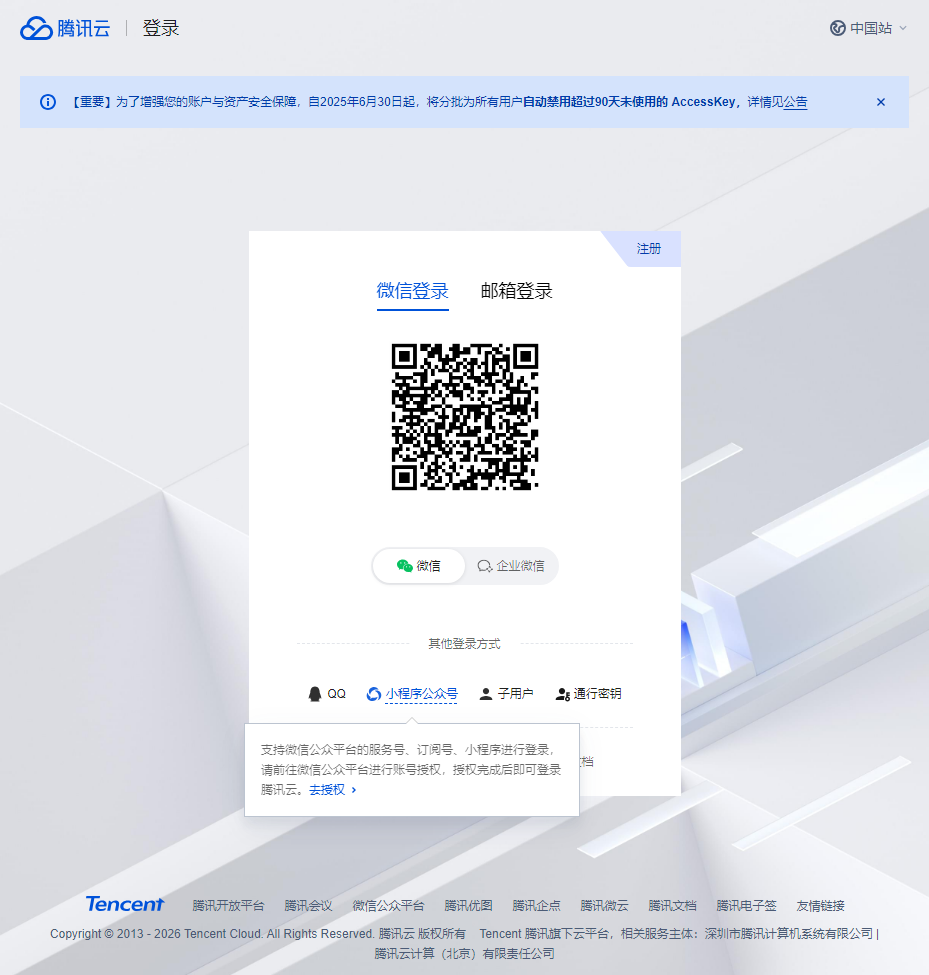 腾讯云 登录 中国站
【重要】为了增强您的账户与资产安全保障，自2025年6月30日起，将分批为所有用户自动禁用超过90天未使用的 AccessKey，详情见公告
注册
微信登录 邮箱登录
微信 企业微信
其他登录方式
QQ 小程序公众号 子用户 通行密钥
支持微信公众平台的服务号、订阅号、小程序进行登录，
请前往微信公众平台进行账号授权，授权完成后即可登录
腾讯云。去授权
Tencent 腾讯开放平台 腾讯会议 微信公众平台 腾讯优图 腾讯企点 腾讯微云 腾讯文档 腾讯电子签 友情链接
Copyright © 2013 - 2026 Tencent Cloud. All Rights Reserved. 腾讯云 版权所有 Tencent 腾讯旗下云平台，相关服务主体：深圳市腾讯计算机系统有限公司 |
腾讯云计算（北京）有限责任公司